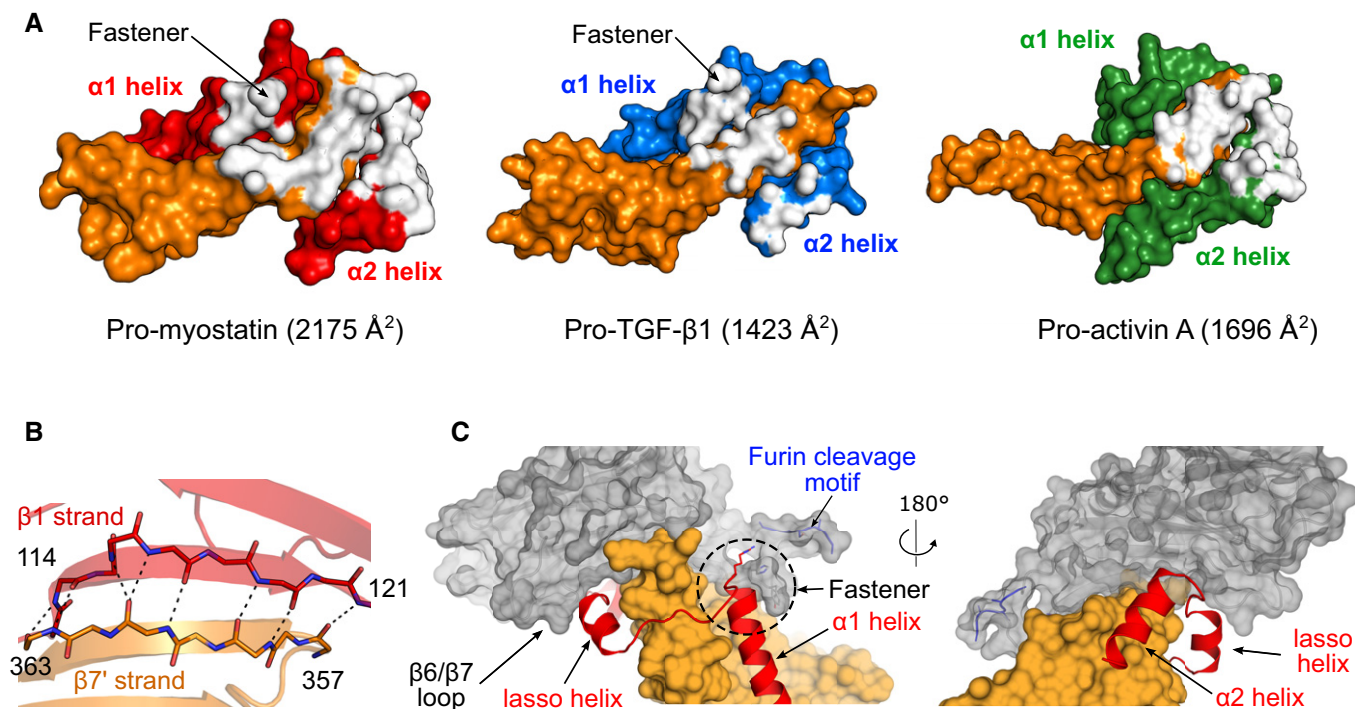 A
Fastener
α1 helix
α2 helix
Pro-myostatin (2175 Å²)
Fastener
α1 helix
α2 helix
Pro-TGF-β1 (1423 Å²)
α1 helix
α2 helix
Pro-activin A (1696 Å²)
B
β1 strand
114
121
363
357
β7' strand
C
Furin cleavage
motif
Fastener
α1 helix
β6/β7
loop
lasso helix
180°
lasso
helix
α2 helix